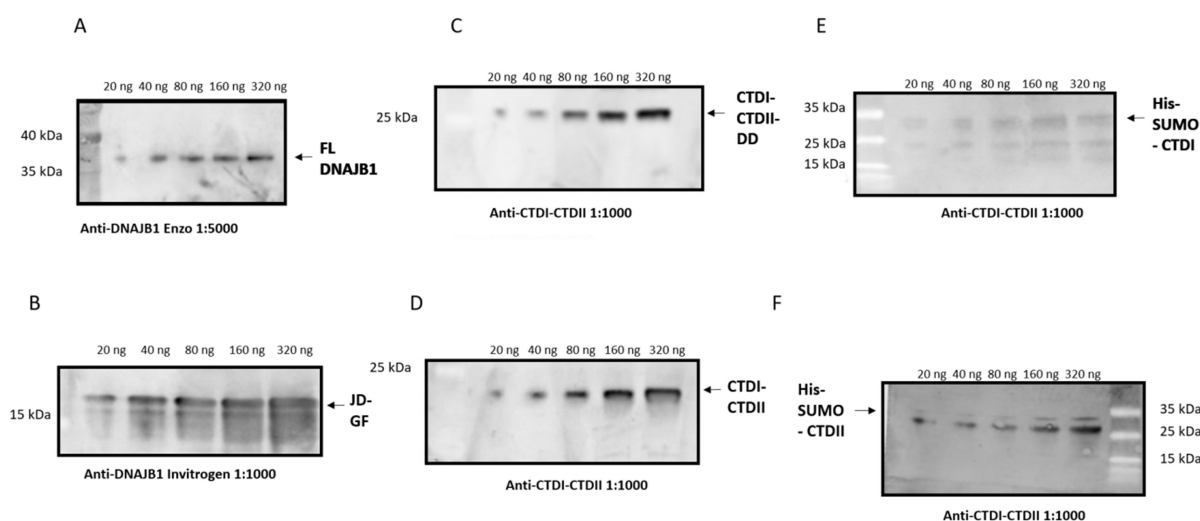 A
20 ng 40 ng 80 ng 160 ng 320 ng
40 kDa
35 kDa
FL
DNAJB1
Anti-DNAJB1 Enzo 1:5000
C
20 ng 40 ng 80 ng 160 ng 320 ng
25 kDa
CTDI-
CTDII-
DD
Anti-CTDI-CTDII 1:1000
E
20 ng 40 ng 80 ng 160 ng 320 ng
35 kDa
25 kDa
15 kDa
His-
SUMO
- CTDI
Anti-CTDI-CTDII 1:1000
B
20 ng 40 ng 80 ng 160 ng 320 ng
15 kDa
JD-
GF
Anti-DNAJB1 Invitrogen 1:1000
D
20 ng 40 ng 80 ng 160 ng 320 ng
25 kDa
CTDI-
CTDII
Anti-CTDI-CTDII 1:1000
F
20 ng 40 ng 80 ng 160 ng 320 ng
His-
SUMO
- CTDII
35 kDa
25 kDa
15 kDa
Anti-CTDI-CTDII 1:1000